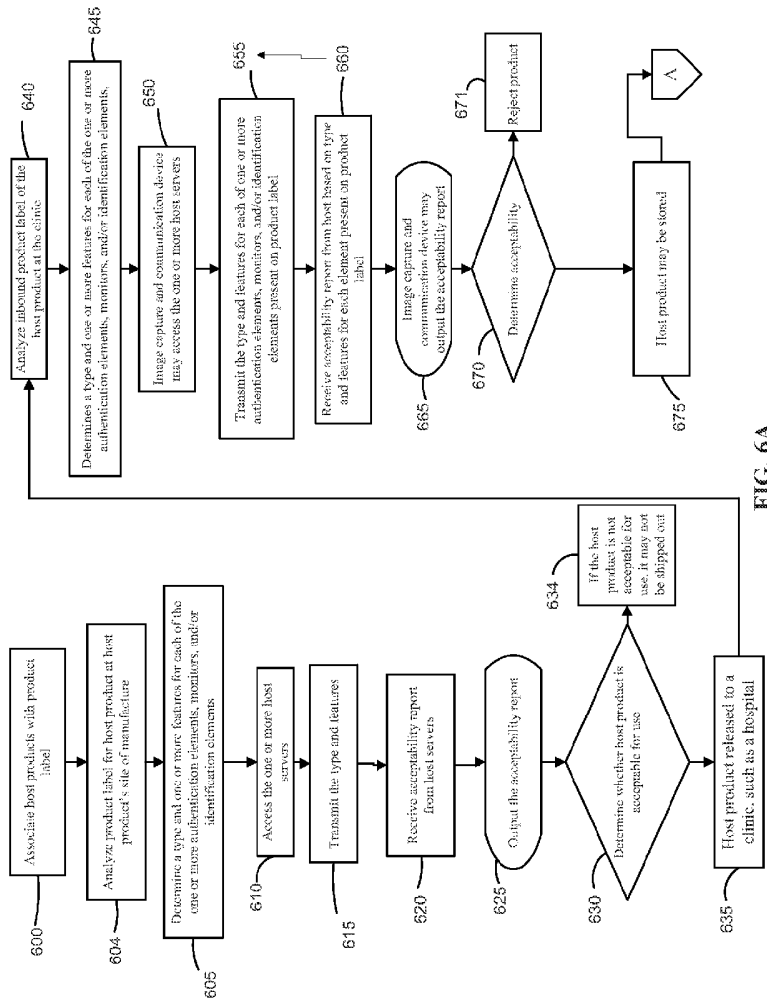 600
Associate host products with product
label
604
Analyze product label for host product at host
product's site of manufacture
605
Determine a type and one or more features for each of the
one or more authentication elements, monitors, and/or
identification elements
610
Access the one or more host
servers
615
Transmit the type and features
620
Receive acceptability report
from host servers
625
Output the acceptability report
630
Determine whether host product is
acceptable for use
634
If the host
product is not
acceptable for
use, it may not
be shipped out
635
Host product released to a
clinic, such as a hospital
640
Analyze inbound product label of the
host product at the clinic
645
Determines a type and one or more features for each of the one or more
authentication elements, monitors, and/or identification elements,
650
Image capture and communication device
may access the one or more host servers
655
Transmit the type and features for each of one or more
authentication elements, monitors, and/or identification
elements present on product label
660
Receive acceptability report from host based on type
and features for each element present on product
label
665
Image capture and
communication device may
output the acceptability report
670
Determine acceptability
671
Reject product
675
Host product may be stored
A
FIG. 6A